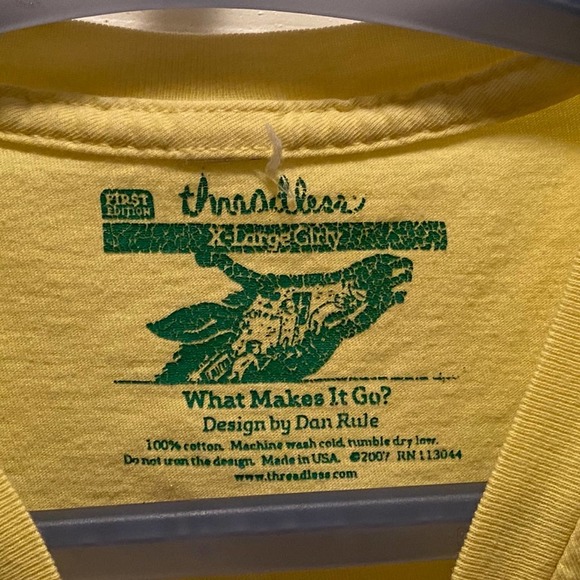 FIRST EDITION
threadless
X-Large Girly
What Makes It Go?
Design by Dan Rule
100% cotton. Machine wash cold, tumble dry low.
Do not iron the design. Made in USA. ©2007 RN 113044
www.threadless.com